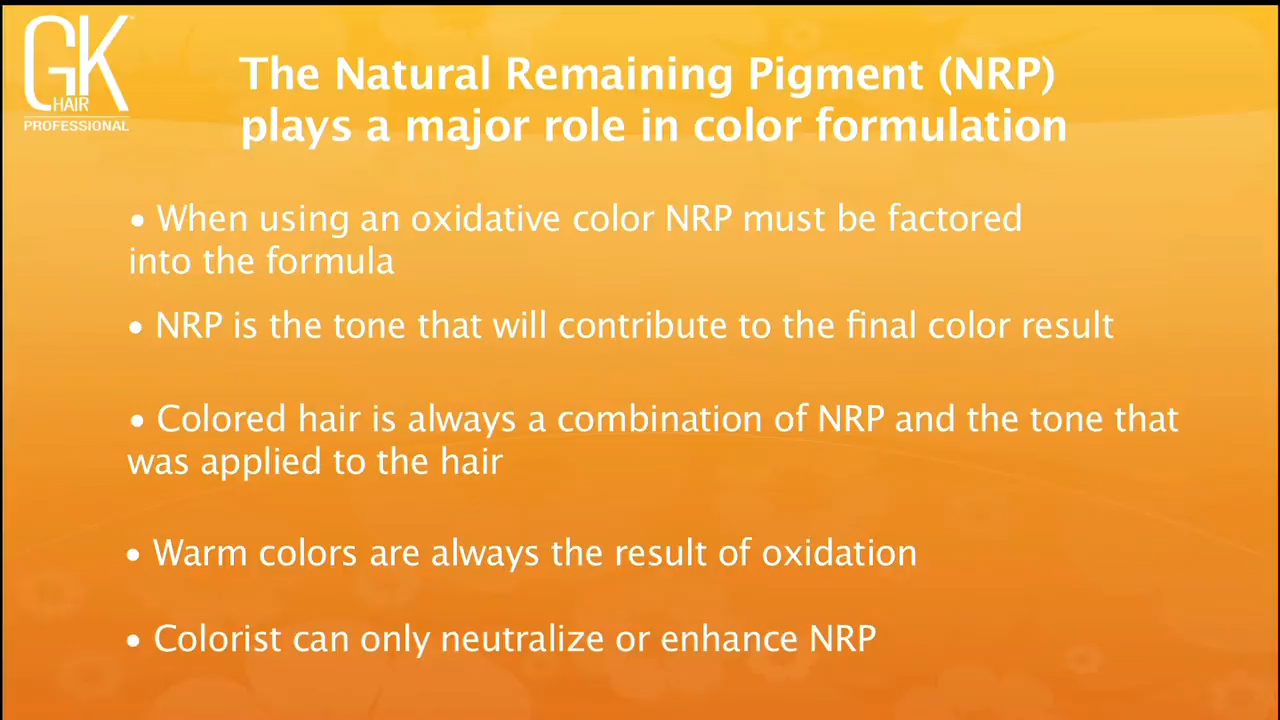 GK
HAIR
PROFESSIONAL
The Natural Remaining Pigment (NRP)
plays a major role in color formulation
• When using an oxidative color NRP must be factored
into the formula
• NRP is the tone that will contribute to the final color result
• Colored hair is always a combination of NRP and the tone that
was applied to the hair
• Warm colors are always the result of oxidation
• Colorist can only neutralize or enhance NRP